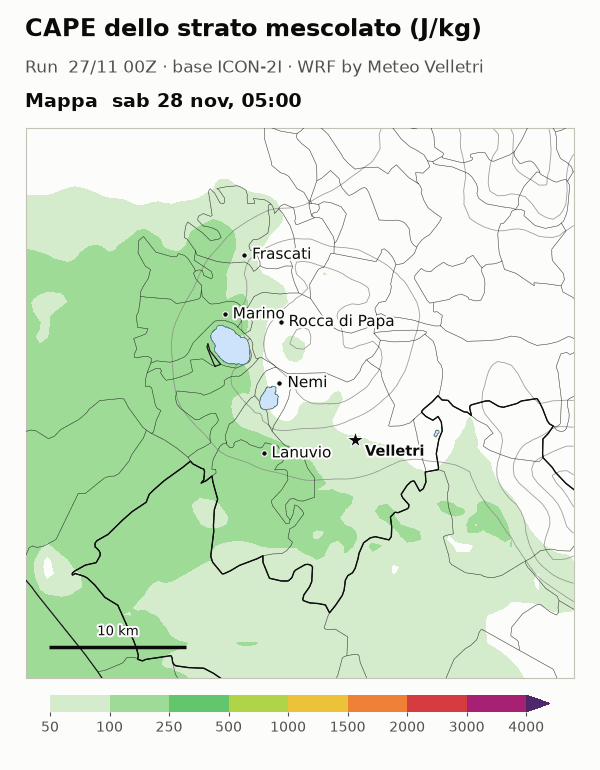 CAPE dello strato mescolato (J/kg)
Run  27/11 00Z · base ICON-2I · WRF by Meteo Velletri
Mappa  sab 28 nov, 05:00
Frascati
Marino
Rocca di Papa
Nemi
Velletri
Lanuvio
10 km
50 100 250 500 1000 1500 2000 3000 4000